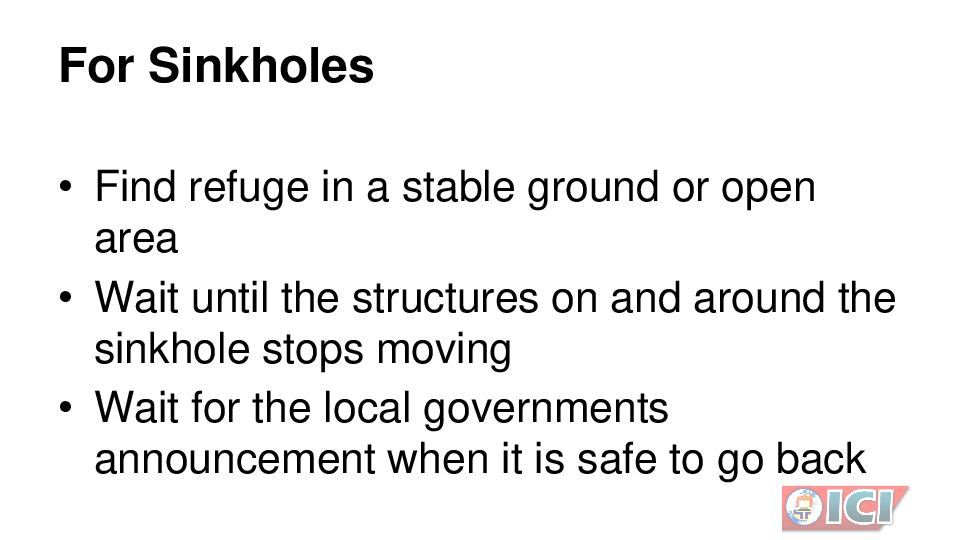 For Sinkholes
• Find refuge in a stable ground or open
area
• Wait until the structures on and around the
sinkhole stops moving
• Wait for the local governments
announcement when it is safe to go back
ICI